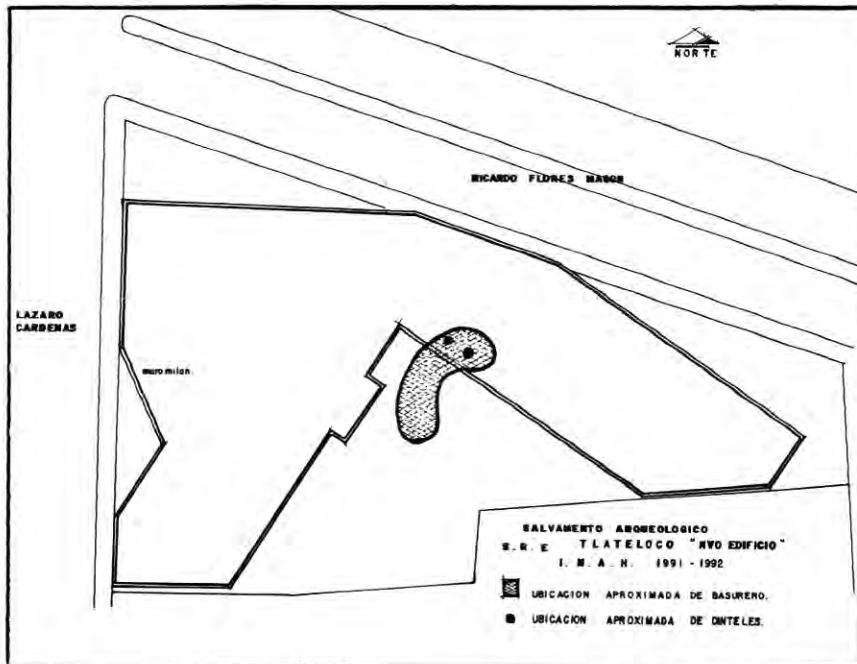 NORTE
RICARDO FLORES MAGON
LAZARO
CARDENAS
muro milan.
SALVAMENTO ARQUEOLOGICO
S. R. E TLATELOCO "NVO EDIFICIO"
I. N. A. H. 1991 - 1992
UBICACION APROXIMADA DE BASURERO.
UBICACION APROXIMADA DE DINTELES.